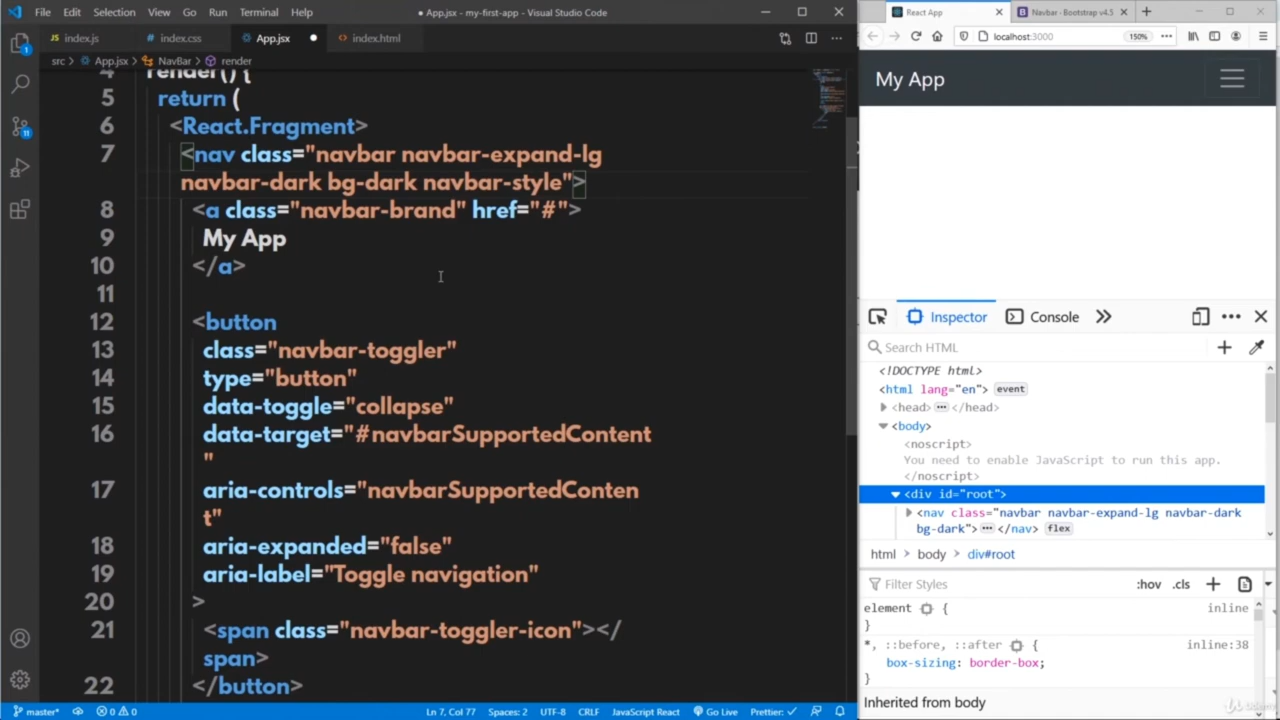 File Edit Selection View Go Run Terminal Help
● App.jsx - my-first-app - Visual Studio Code
index.js index.css App.jsx index.html
src > App.jsx > NavBar > render
4 render() {
5 return (
6 <React.Fragment>
7 <nav class="navbar navbar-expand-lg
navbar-dark bg-dark navbar-style">
8 <a class="navbar-brand" href="#">
9 My App
10 </a>
11
12 <button
13 class="navbar-toggler"
14 type="button"
15 data-toggle="collapse"
16 data-target="#navbarSupportedContent
"
17 aria-controls="navbarSupportedConten
t"
18 aria-expanded="false"
19 aria-label="Toggle navigation"
20 >
21 <span class="navbar-toggler-icon"></
span>
22 </button>
1
11
master* 0 0 Ln 7, Col 77 Spaces: 2 UTF-8 CRLF JavaScript React Go Live Prettier: ✓
React App Navbar · Bootstrap v4.5
localhost:3000 150%
My App
Inspector Console
Search HTML
<!DOCTYPE html>
<html lang="en"> event
<head> ••• </head>
<body>
<noscript>
You need to enable JavaScript to run this app.
</noscript>
<div id="root">
<nav class="navbar navbar-expand-lg navbar-dark
bg-dark"> ••• </nav> flex
html > body > div#root
Filter Styles :hov .cls
element { inline
}
*, ::before, ::after { inline:38
box-sizing: border-box;
}
Inherited from body